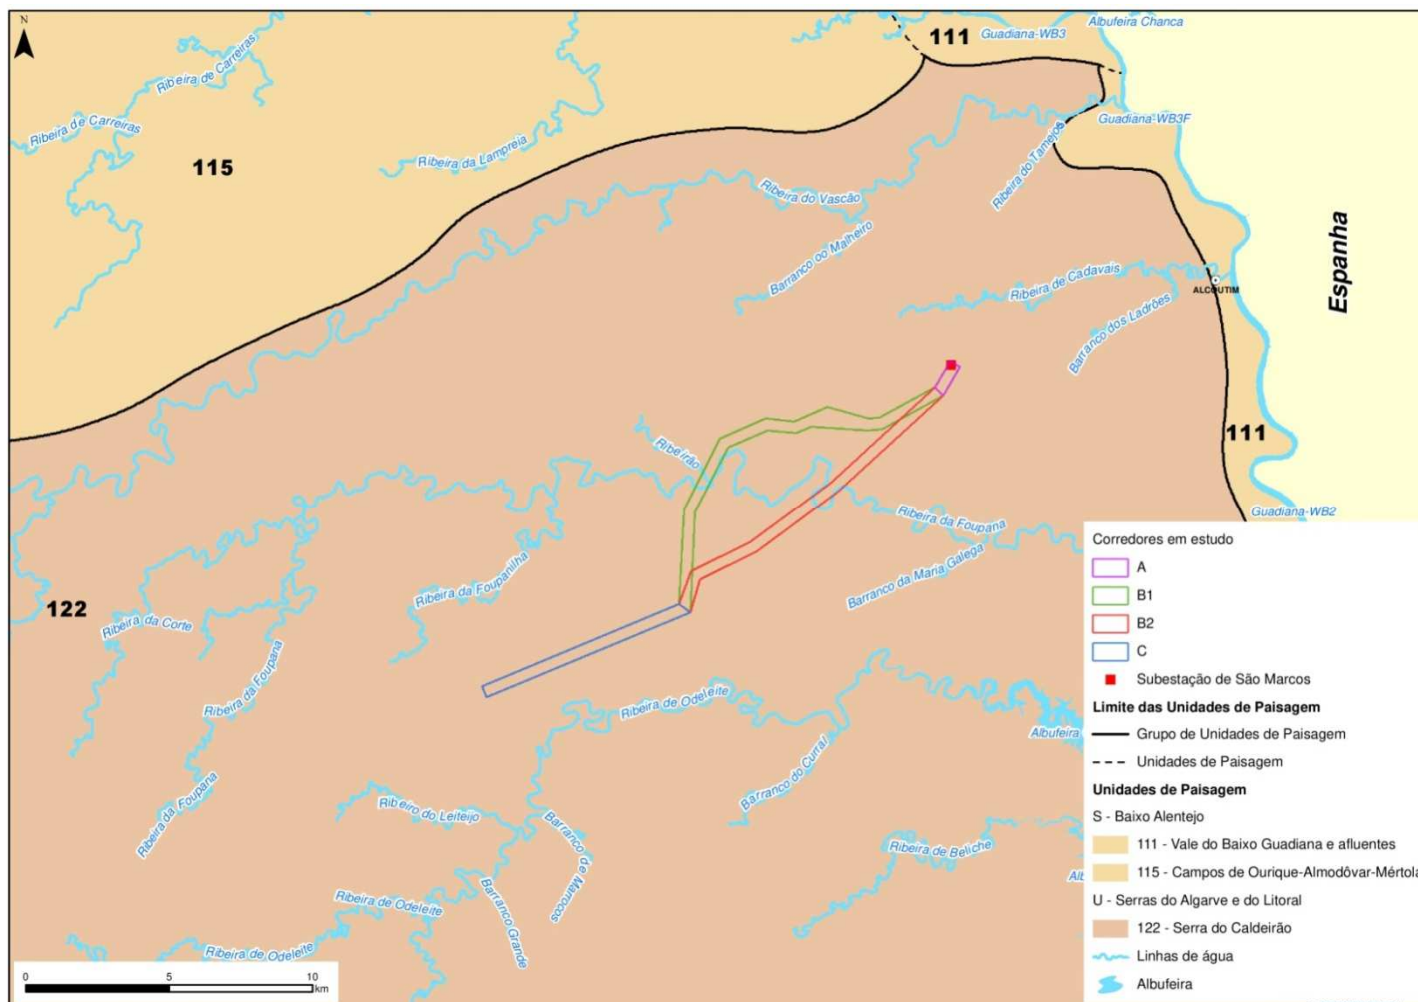 N
111
Guadiana-WB3
Albufeira Chanca
Ribeira de Carreiras
Ribeira de Carreiras
115
Ribeira da Lampreia
Guadiana-WB3F
Ribeira do Tamejos
Ribeira do Vascão
Barranco oo Malheiro
Espanha
Ribeira de Cadavais
ALCOUTIM
Barranco dos Ladrões
111
Ribeirão
Guadiana-WB2
Ribeira da Foupana
Ribeira da Foupanilha
Barranco da Maria Galega
122
Ribeira da Corte
Ribeira da Foupana
Ribeira de Odeleite
Albufeira
Barranco do Curral
Ribeira da Foupana
Ribeiro do Leiteijo
Barranco de Marrocos
Ribeira de Beliche
Ribeira de Odeleite
Barranco Grande
Ribeira de Odeleite
0 5 10
km
Corredores em estudo
A
B1
B2
C
Subestação de São Marcos
Limite das Unidades de Paisagem
Grupo de Unidades de Paisagem
Unidades de Paisagem
Unidades de Paisagem
S - Baixo Alentejo
111 - Vale do Baixo Guadiana e afluentes
115 - Campos de Ourique-Almodôvar-Mértola
U - Serras do Algarve e do Litoral
122 - Serra do Caldeirão
Linhas de água
Albufeira